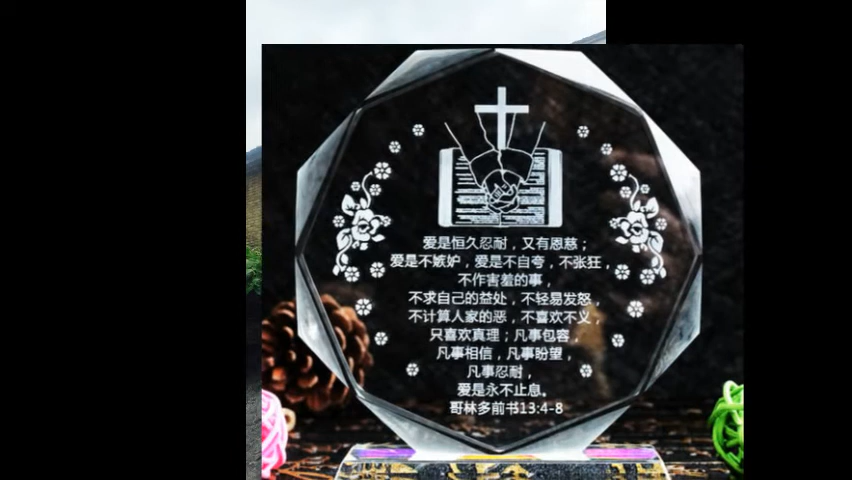 爱是恒久忍耐，又有恩慈；
爱是不嫉妒，爱是不自夸，不张狂，
不作害羞的事，
不求自己的益处，不轻易发怒，
不计算人家的恶，不喜欢不义，
只喜欢真理；凡事包容，
凡事相信，凡事盼望，
凡事忍耐，
爱是永不止息。
哥林多前书13:4-8